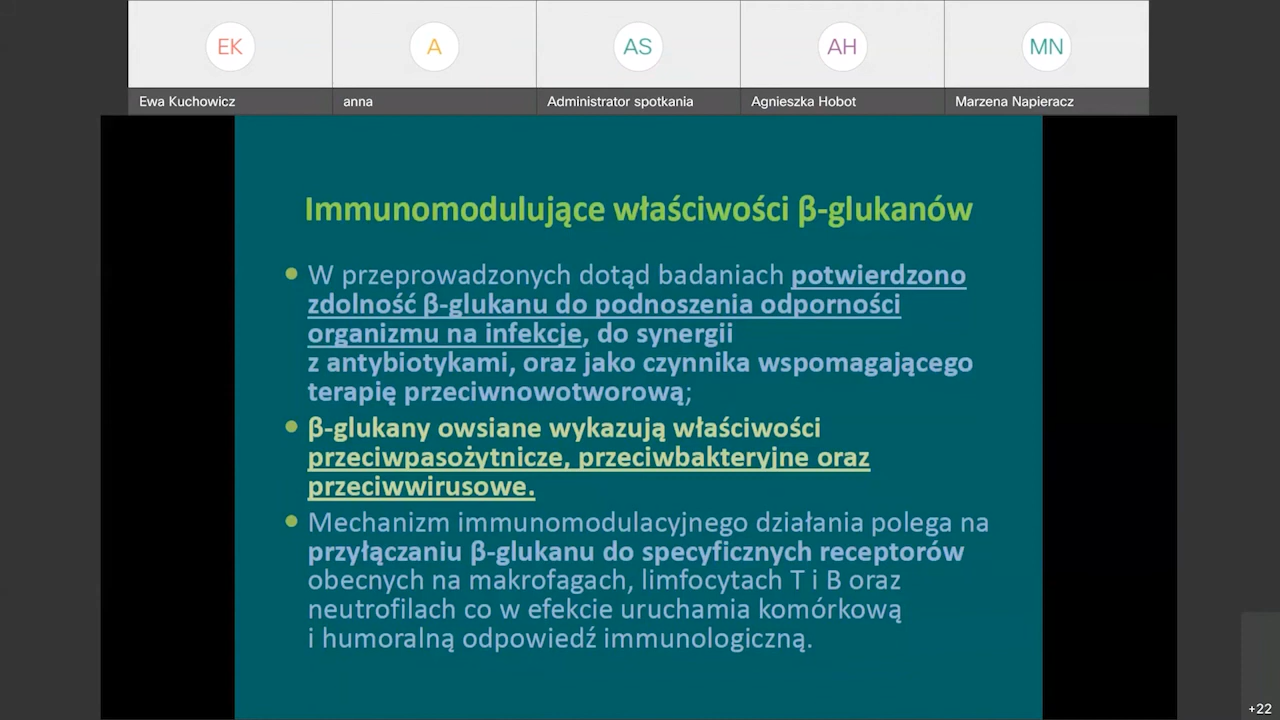 EK
A
AS
AH
MN
Ewa Kuchowicz
anna
Administrator spotkania
Agnieszka Hobot
Marzena Napieracz
Immunomodulujące właściwości β-glukanów
W przeprowadzonych dotąd badaniach potwierdzono
zdolność β-glukanu do podnoszenia odporności
organizmu na infekcje, do synergii
z antybiotykami, oraz jako czynnika wspomagającego
terapię przeciwnowotworową;
β-glukany owsiane wykazują właściwości
przeciwpasożytnicze, przeciwbakteryjne oraz
przeciwwirusowe.
Mechanizm immunomodulacyjnego działania polega na
przyłączaniu β-glukanu do specyficznych receptorów
obecnych na makrofagach, limfocytach T i B oraz
neutrofilach co w efekcie uruchamia komórkową
i humoralną odpowiedź immunologiczną.
+22